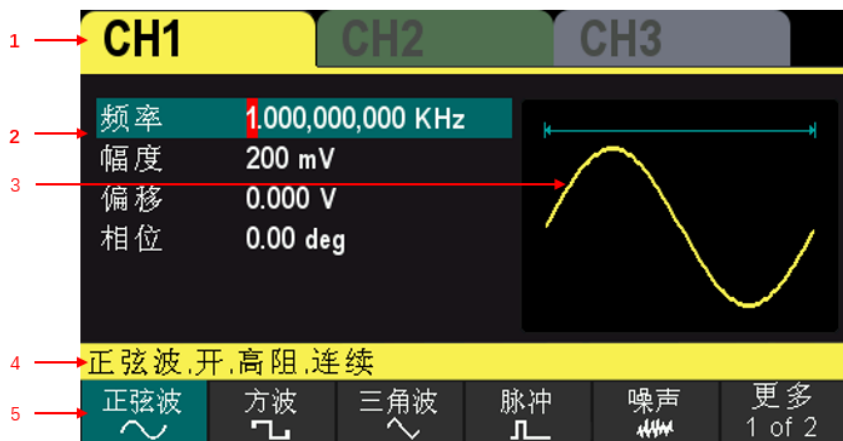 1 CH1 CH2 CH3
2 频率 1.000,000,000 KHz
幅度 200 mV
3 偏移 0.000 V
相位 0.00 deg
4 正弦波,开,高阻,连续
5 正弦波 方波 三角波 脉冲 噪声 更多
1 of 2